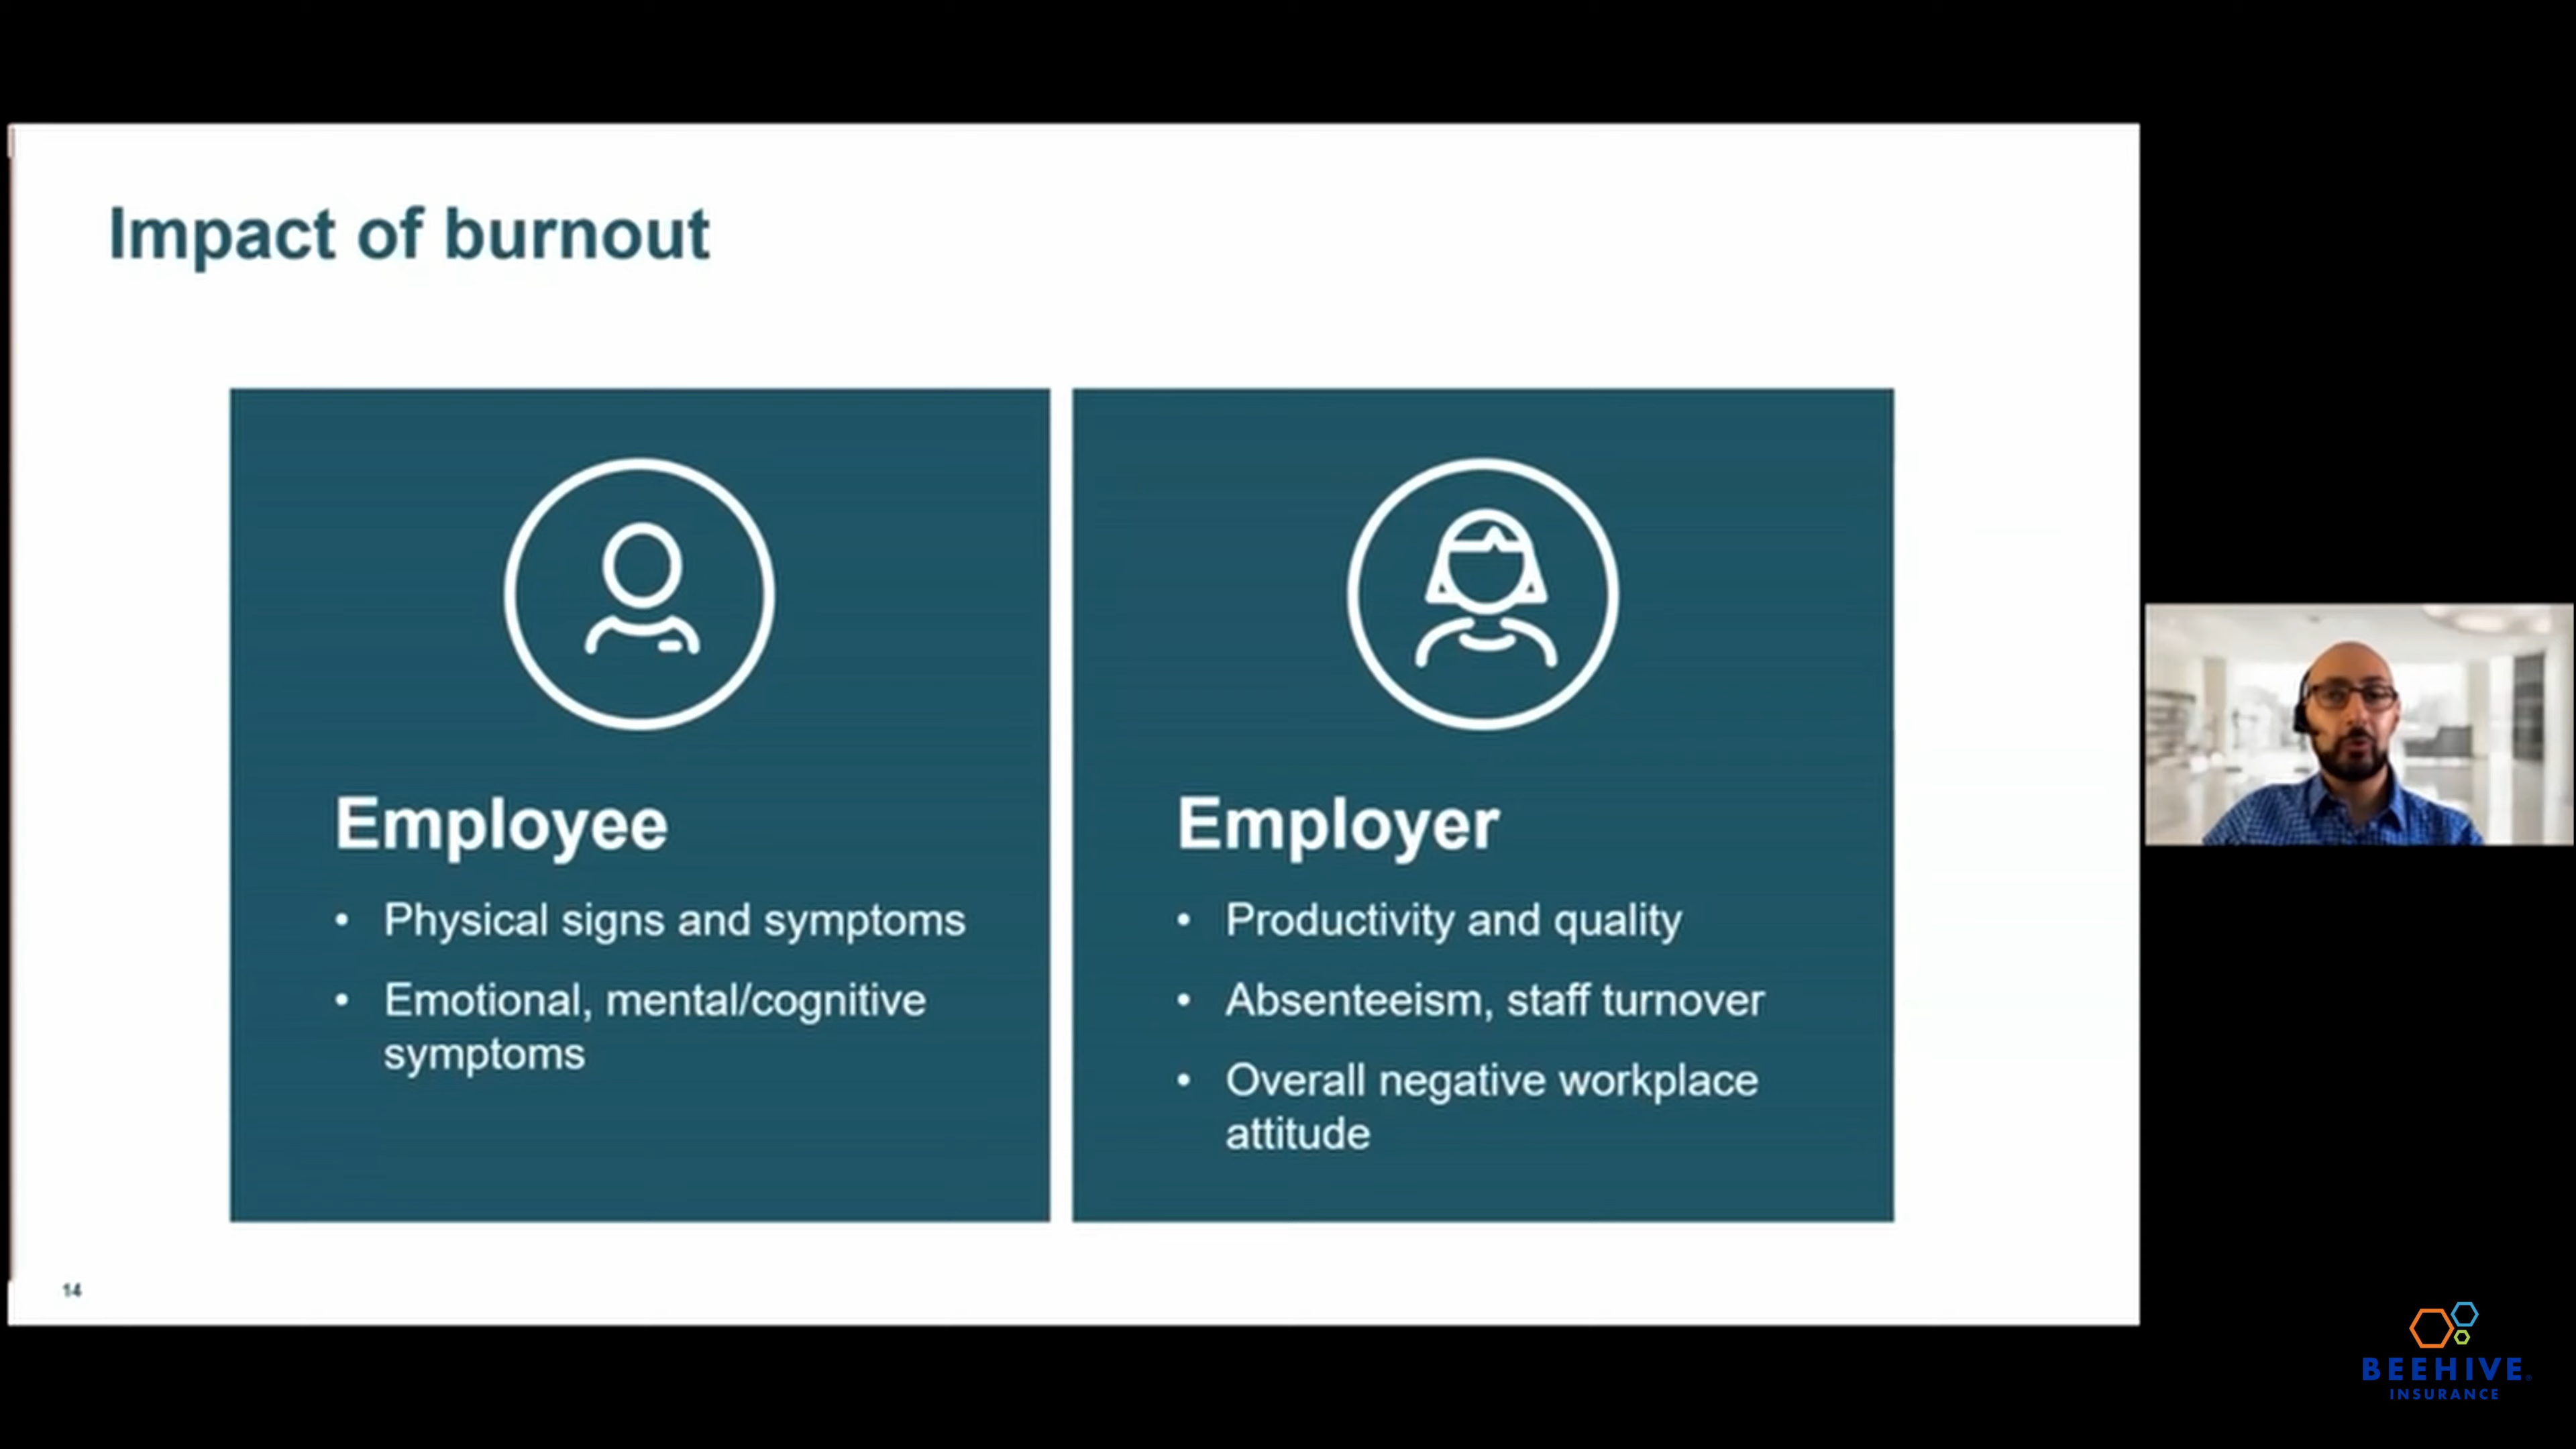 Impact of burnout
Employee
• Physical signs and symptoms
• Emotional, mental/cognitive
symptoms
Employer
• Productivity and quality
• Absenteeism, staff turnover
• Overall negative workplace
attitude
14
BEEHIVE
INSURANCE